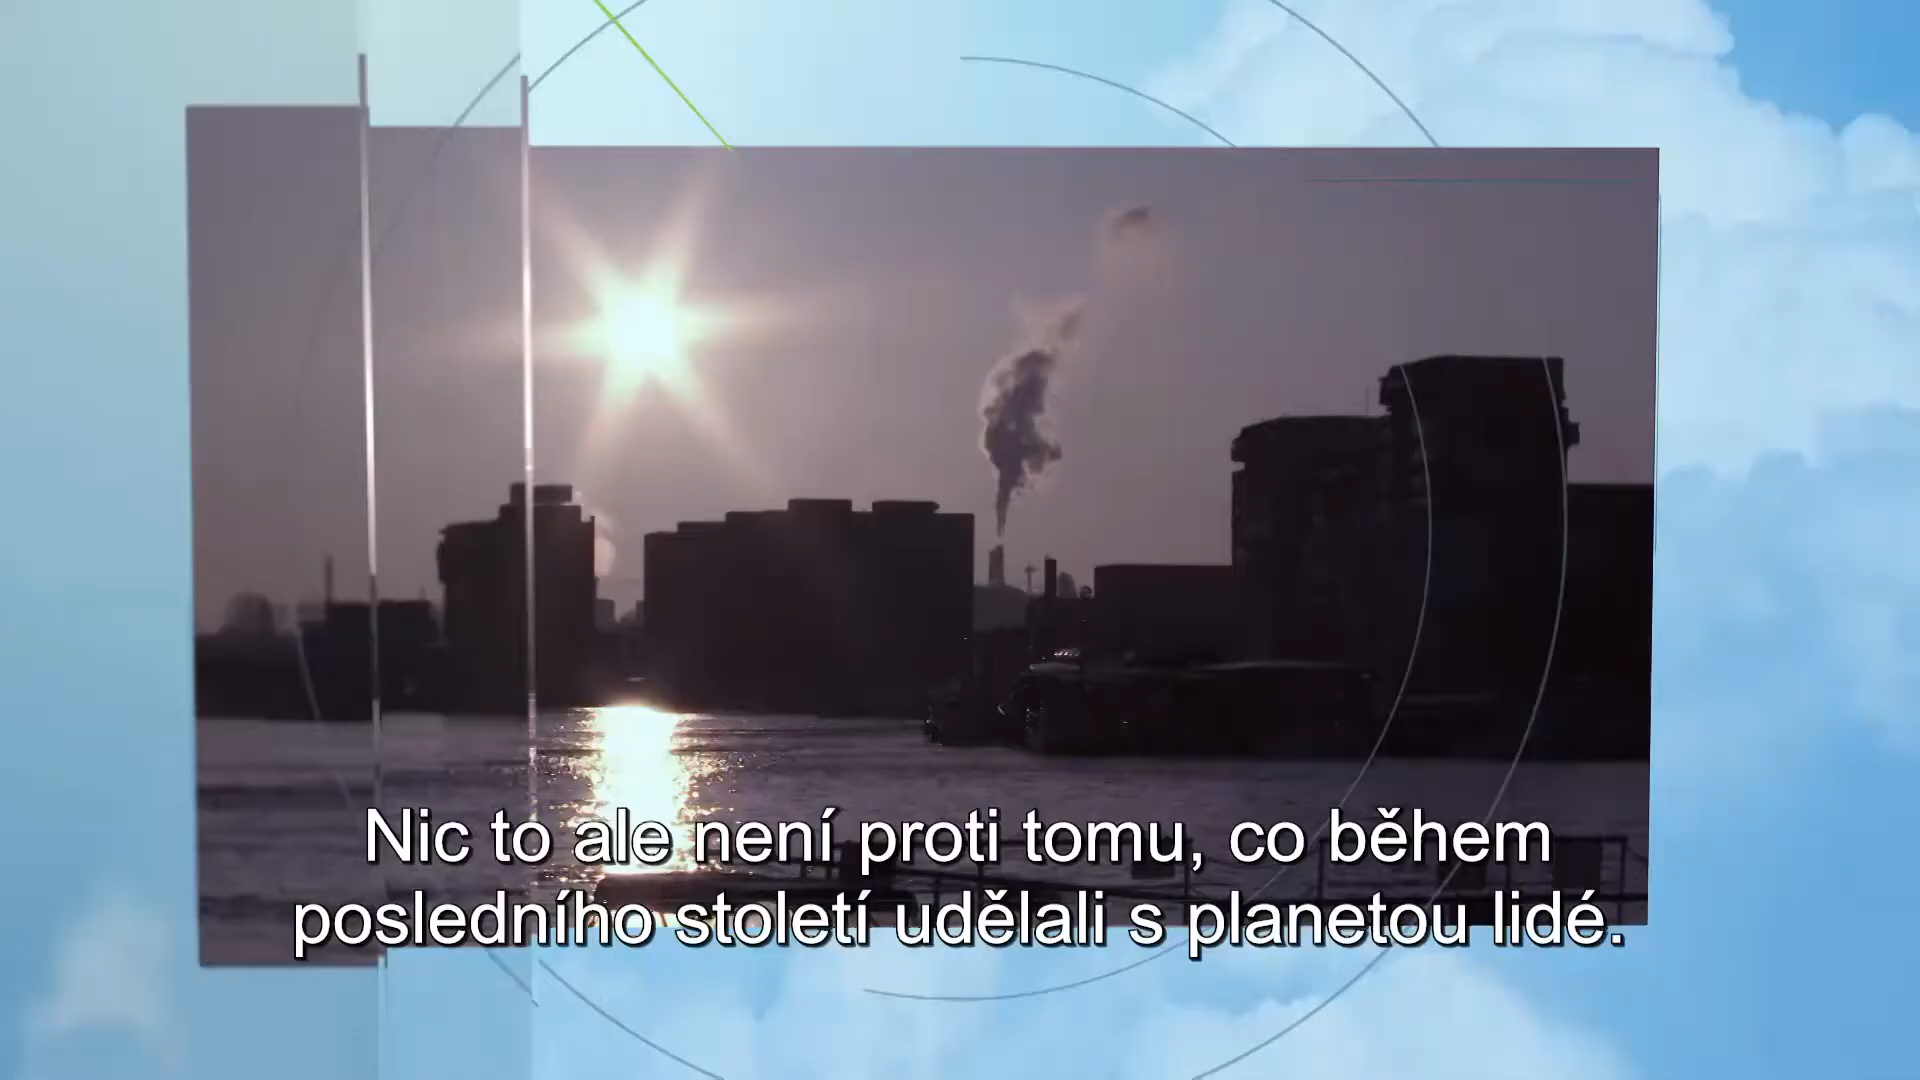 Nic to ale není proti tomu, co během
posledního století udělali s planetou lidé.